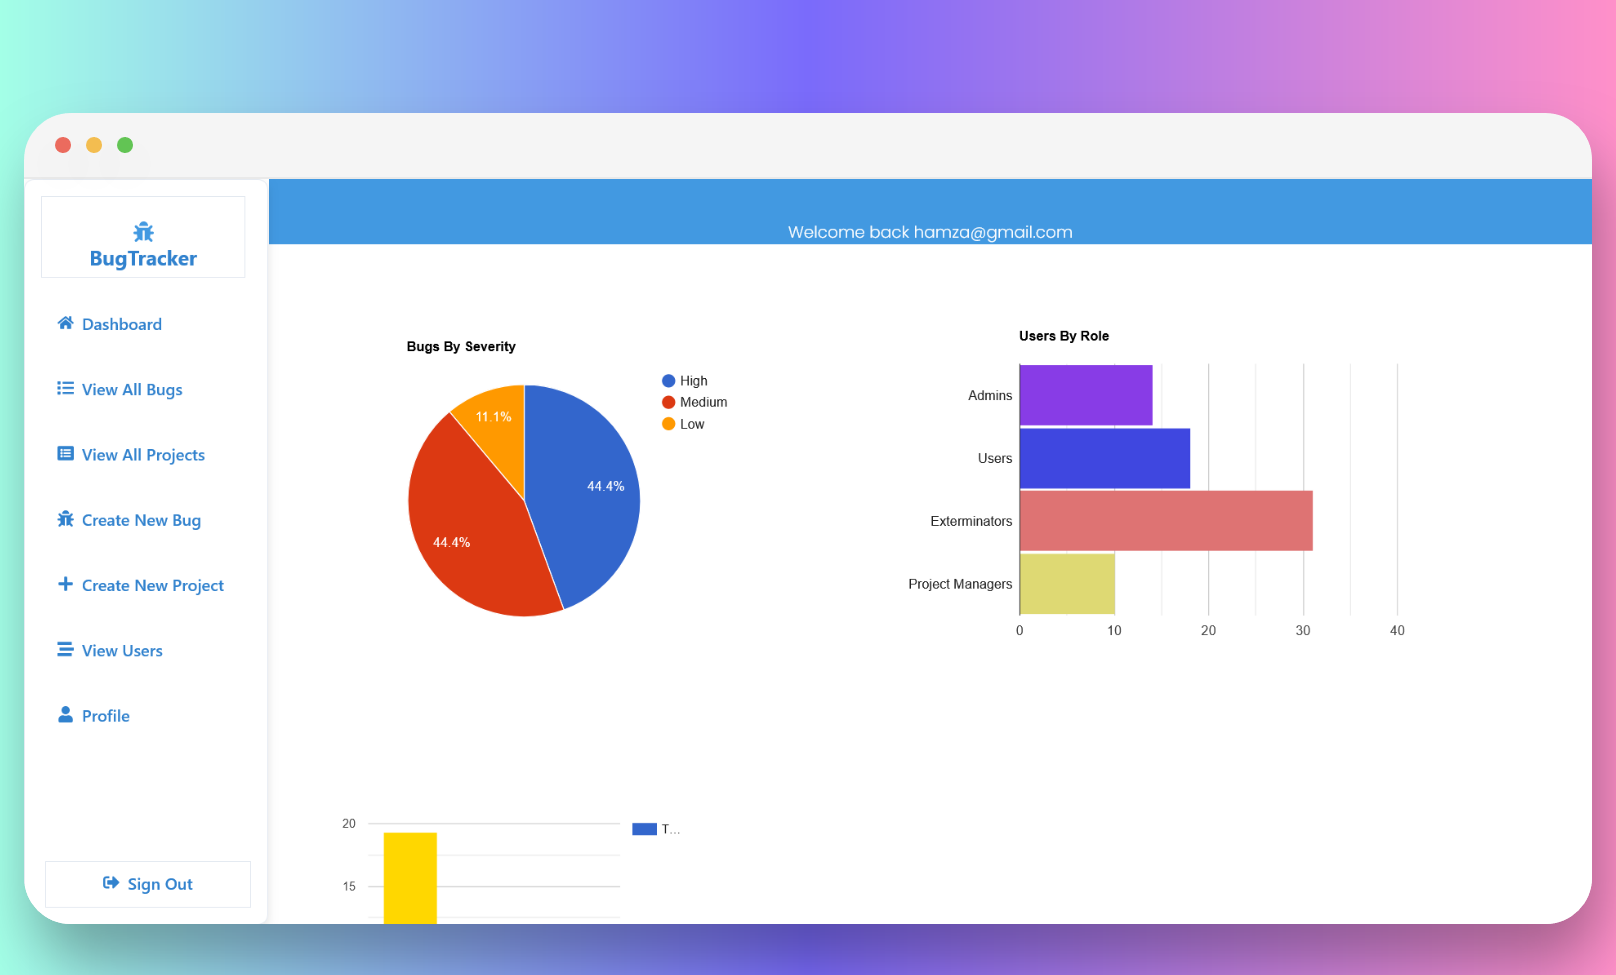 BugTracker
Dashboard
View All Bugs
View All Projects
Create New Bug
Create New Project
View Users
Profile
Sign Out
Welcome back hamza@gmail.com
Bugs By Severity
High
Medium
Low
11.1%
44.4%
44.4%
Users By Role
Admins
Users
Exterminators
Project Managers
0 10 20 30 40
20
15
T...